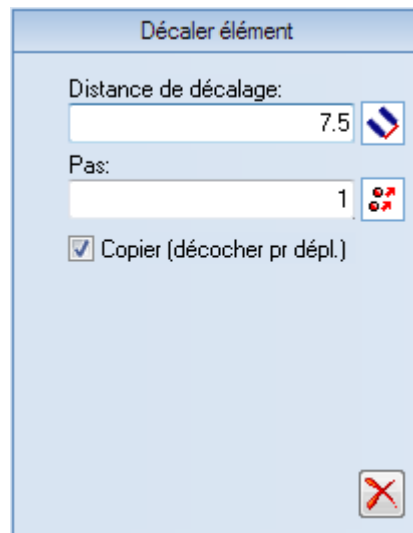 Décaler élément
Distance de décalage:
7.5
Pas:
1
Copier (décocher pr dépl.)